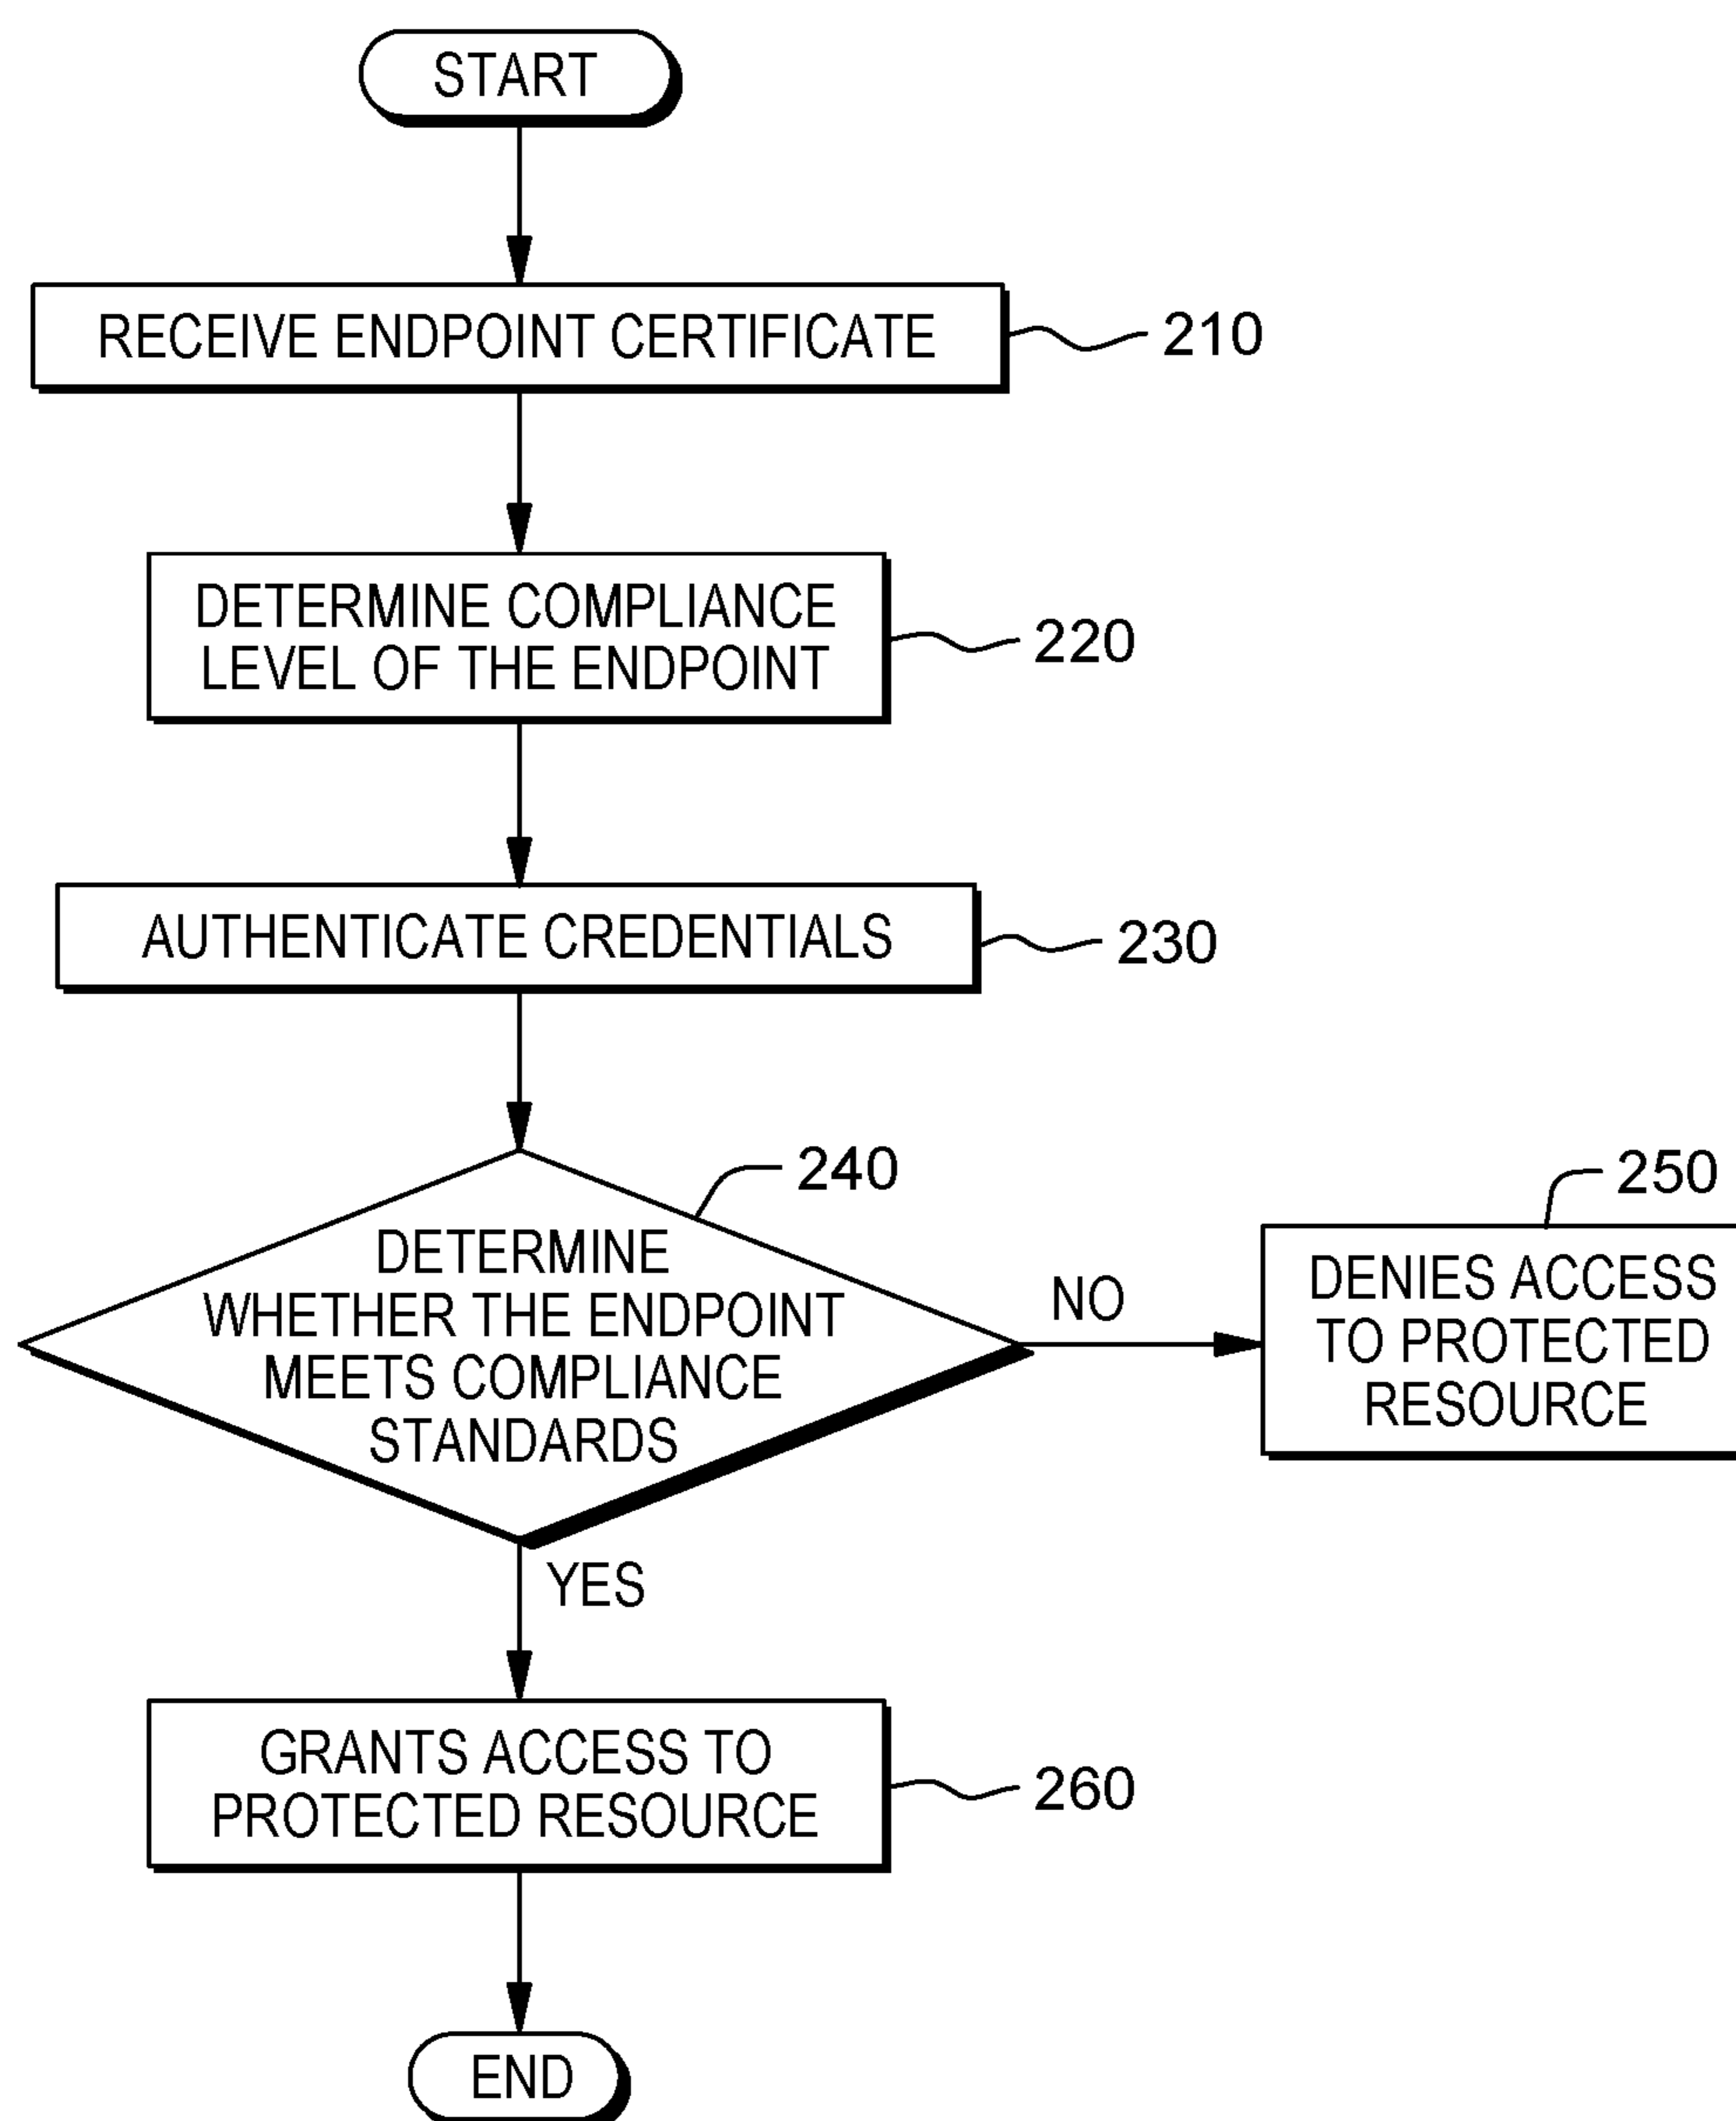 START
RECEIVE ENDPOINT CERTIFICATE
210
DETERMINE COMPLIANCE
LEVEL OF THE ENDPOINT
220
AUTHENTICATE CREDENTIALS
230
240
DETERMINE
WHETHER THE ENDPOINT
MEETS COMPLIANCE
STANDARDS
NO
250
DENIES ACCESS
TO PROTECTED
RESOURCE
YES
GRANTS ACCESS TO
PROTECTED RESOURCE
260
END